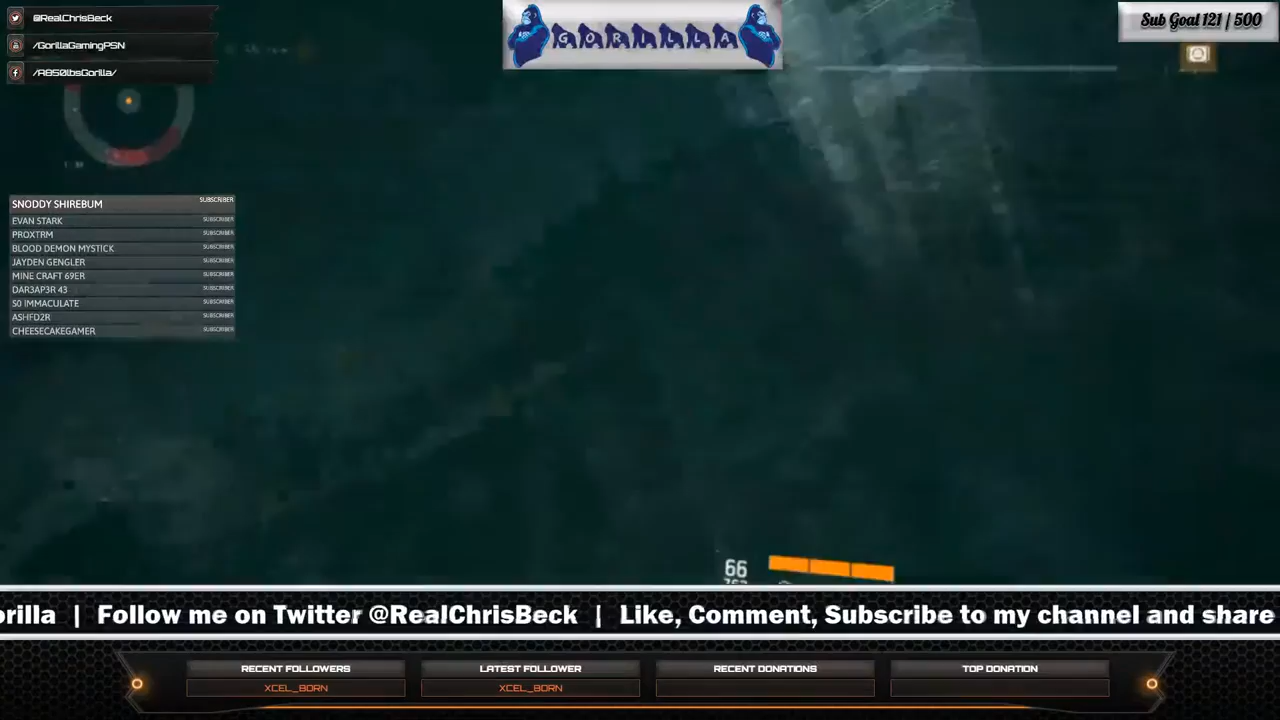 @RealChrisBeck
/GorillaGamingPSN
/A850lbsGorilla/
GORILLA
Sub Goal 121 / 500
SNODDY SHIREBUM SUBSCRIBER
EVAN STARK SUBSCRIBER
PROXTRM SUBSCRIBER
BLOOD DEMON MYSTICK SUBSCRIBER
JAYDEN GENGLER SUBSCRIBER
MINE CRAFT 69ER SUBSCRIBER
DAR3AP3R 43 SUBSCRIBER
S0 IMMACULATE SUBSCRIBER
ASHFD2R SUBSCRIBER
CHEESECAKEGAMER SUBSCRIBER
66
orilla | Follow me on Twitter @RealChrisBeck | Like, Comment, Subscribe to my channel and share
RECENT FOLLOWERS LATEST FOLLOWER RECENT DONATIONS TOP DONATION
XCEL_BORN XCEL_BORN